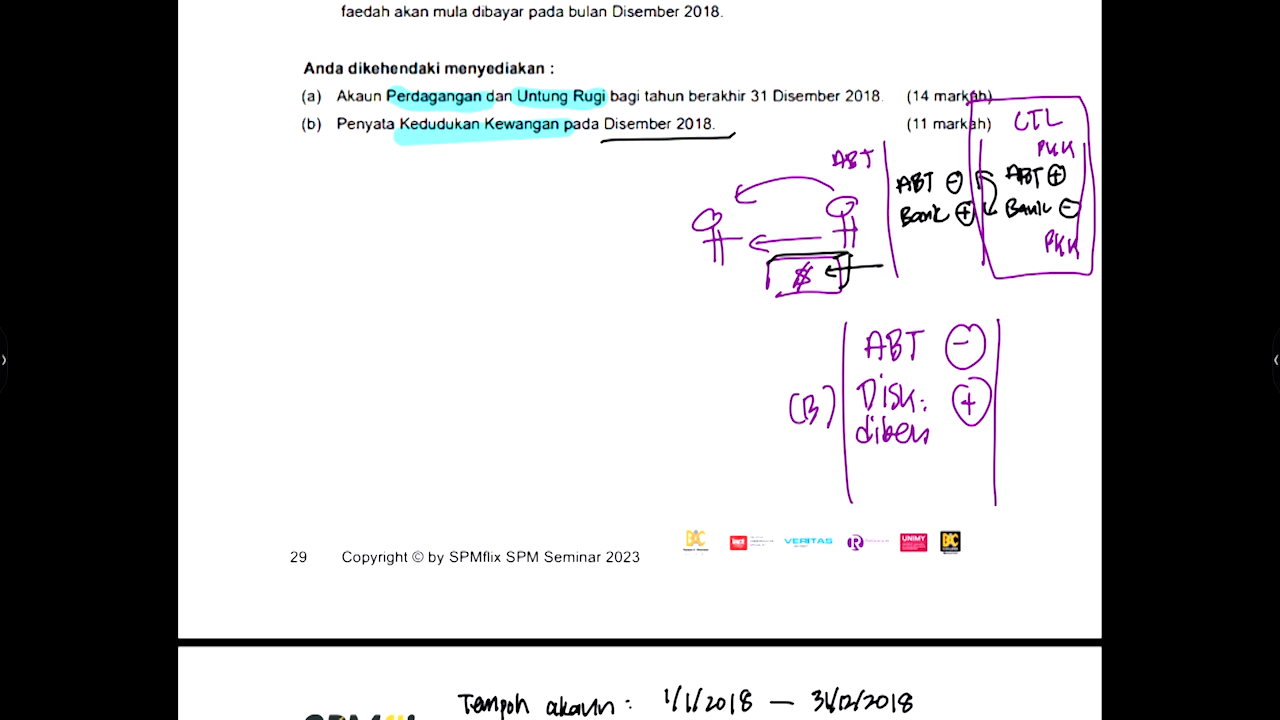 faedah akan mula dibayar pada bulan Disember 2018.
Anda dikehendaki menyediakan :
(a) Akaun Perdagangan dan Untung Rugi bagi tahun berakhir 31 Disember 2018. (14 markah)
(b) Penyata Kedudukan Kewangan pada Disember 2018. (11 markah)
CTL
PKK
ABT
ABT - ABT +
Bank + Bank -
PKK
$
ABT -
(B) Disk. +
diberi
29 Copyright © by SPMflix SPM Seminar 2023
BAC
VERITAS
UNIMY
BAC
Tempoh akaun : 1/1/2018 — 31/12/2018